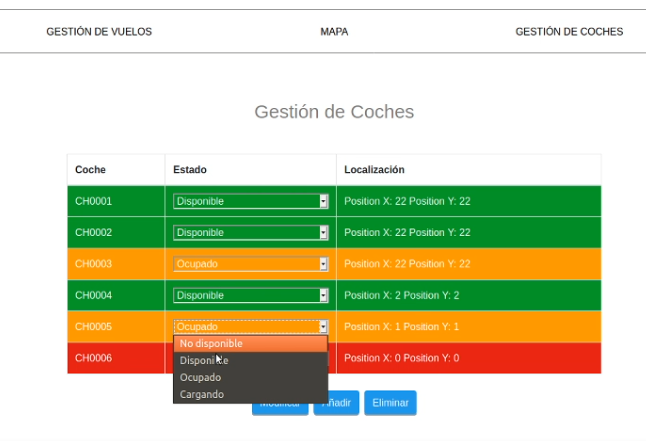 GESTIÓN DE VUELOS MAPA GESTIÓN DE COCHES
Gestión de Coches
Coche Estado Localización
CH0001 Disponible Position X: 22 Position Y: 22
CH0002 Disponible Position X: 22 Position Y: 22
CH0003 Ocupado Position X: 22 Position Y: 22
CH0004 Disponible Position X: 2 Position Y: 2
CH0005 Ocupado Position X: 1 Position Y: 1
No disponible
CH0006 Position X: 0 Position Y: 0
Disponible
Ocupado
Cargando
Modificar Añadir Eliminar